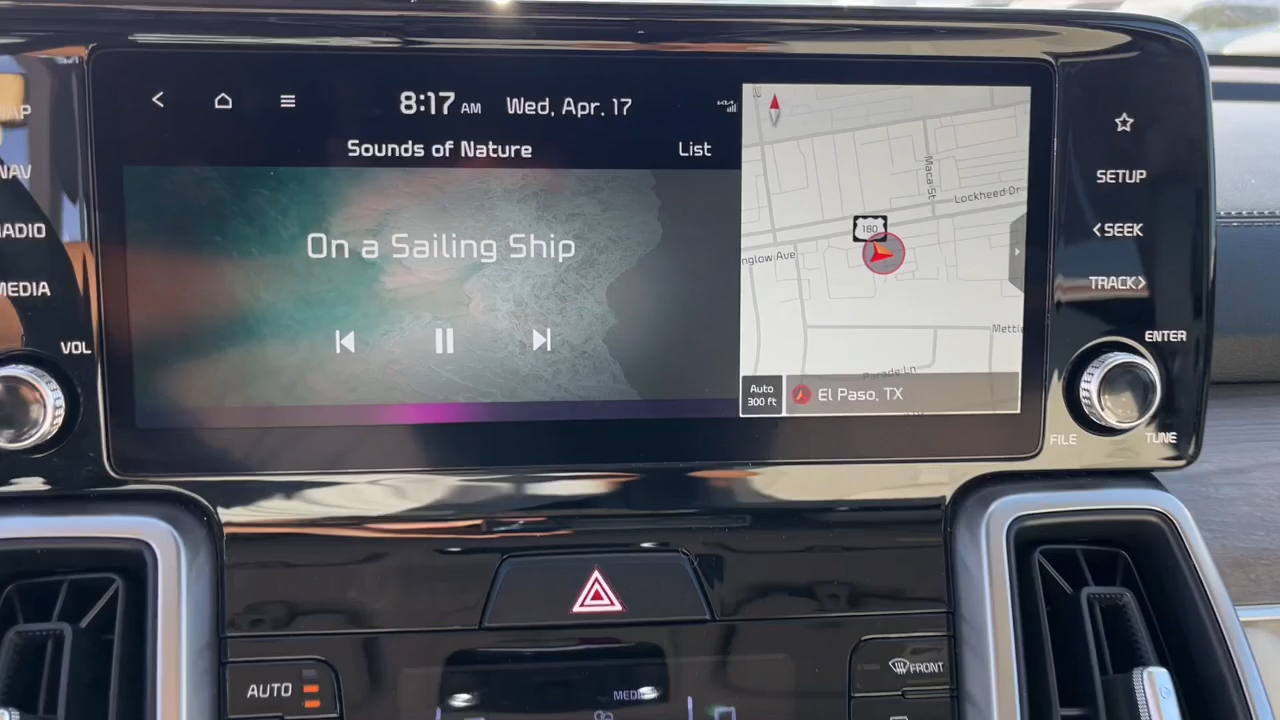 8:17 AM Wed, Apr. 17
Sounds of Nature
List
On a Sailing Ship
N
Maca St
Lockheed Dr
180
nglow Ave
Mettle
Parade Ln
Auto
300 ft
El Paso, TX
AP
NAV
RADIO
MEDIA
VOL
SETUP
<SEEK
TRACK>
ENTER
FILE
TUNE
AUTO
FRONT